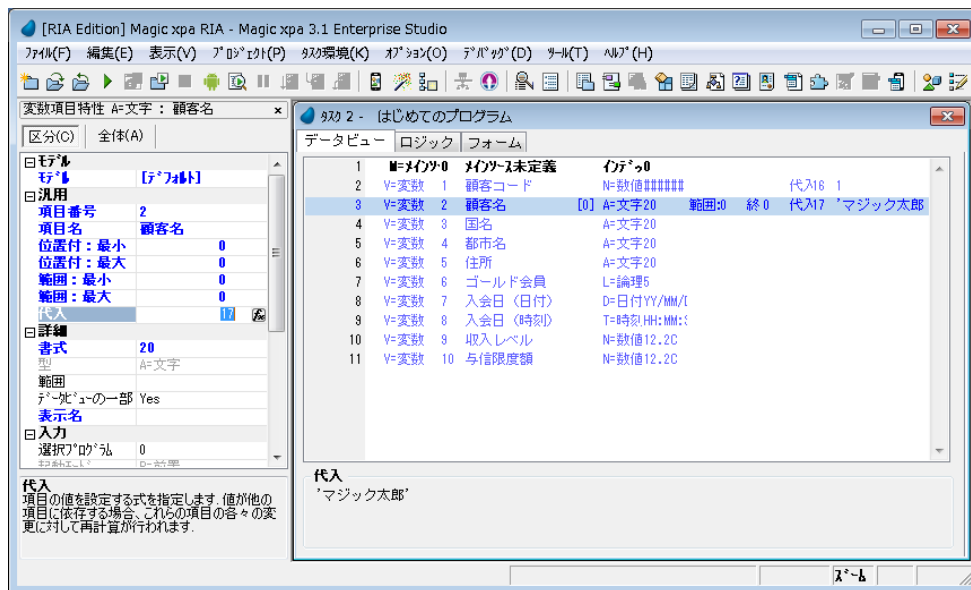 [RIA Edition] Magic xpa RIA - Magic xpa 3.1 Enterprise Studio
ﾌｧｲﾙ(F) 編集(E) 表示(V) ﾌﾟﾛｼﾞｪｸﾄ(P) ﾀｽｸ環境(K) ｵﾌﾟｼｮﾝ(O) ﾃﾞﾊﾞｯｸﾞ(D) ﾂｰﾙ(T) ﾍﾙﾌﾟ(H)
変数項目特性 A=文字 : 顧客名 x
区分(C) 全体(A)
ﾓﾃﾞﾙ
ﾓﾃﾞﾙ [ﾃﾞﾌｫﾙﾄ]
汎用
項目番号 2
項目名 顧客名
位置付：最小 0
位置付：最大 0
範囲：最小 0
範囲：最大 0
代入 17
詳細
書式 20
型 A=文字
範囲
ﾃﾞｰﾀﾋﾞｭｰの一部 Yes
表示名
入力
選択ﾌﾟﾛｸﾞﾗﾑ 0
代入
項目の値を設定する式を指定します．値が他の
項目に依存する場合、これらの項目の各々の変
更に対して再計算が行われます．
ﾀｽｸ 2 - はじめてのプログラム
データビュー ロジック フォーム
1 M=ﾒｲﾝｿ･0 ﾒｲﾝｿｰｽ未定義 ｲﾝﾃﾞｯ0
2 V=変数 1 顧客コード N=数値###### 代入16 1
3 V=変数 2 顧客名 [0] A=文字20 範囲:0 終0 代入17 'マジック太郎
4 V=変数 3 国名 A=文字20
5 V=変数 4 都市名 A=文字20
6 V=変数 5 住所 A=文字20
7 V=変数 6 ゴールド会員 L=論理5
8 V=変数 7 入会日（日付） D=日付YY/MM/[
9 V=変数 8 入会日（時刻） T=時刻,HH:MM:
10 V=変数 9 収入レベル N=数値12.2C
11 V=変数 10 与信限度額 N=数値12.2C
代入
'マジック太郎'
ｽﾞｰﾑ